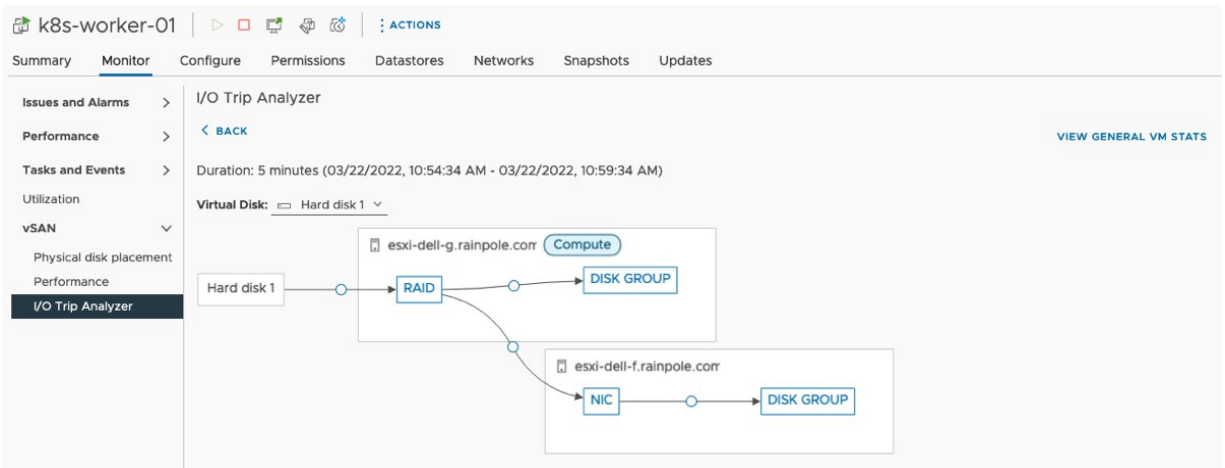 k8s-worker-01 ACTIONS
Summary Monitor Configure Permissions Datastores Networks Snapshots Updates
Issues and Alarms
Performance
Tasks and Events
Utilization
vSAN
Physical disk placement
Performance
I/O Trip Analyzer
I/O Trip Analyzer
BACK
VIEW GENERAL VM STATS
Duration: 5 minutes (03/22/2022, 10:54:34 AM - 03/22/2022, 10:59:34 AM)
Virtual Disk: Hard disk 1
esxi-dell-g.rainpole.com Compute
Hard disk 1 RAID DISK GROUP
esxi-dell-f.rainpole.com
NIC DISK GROUP